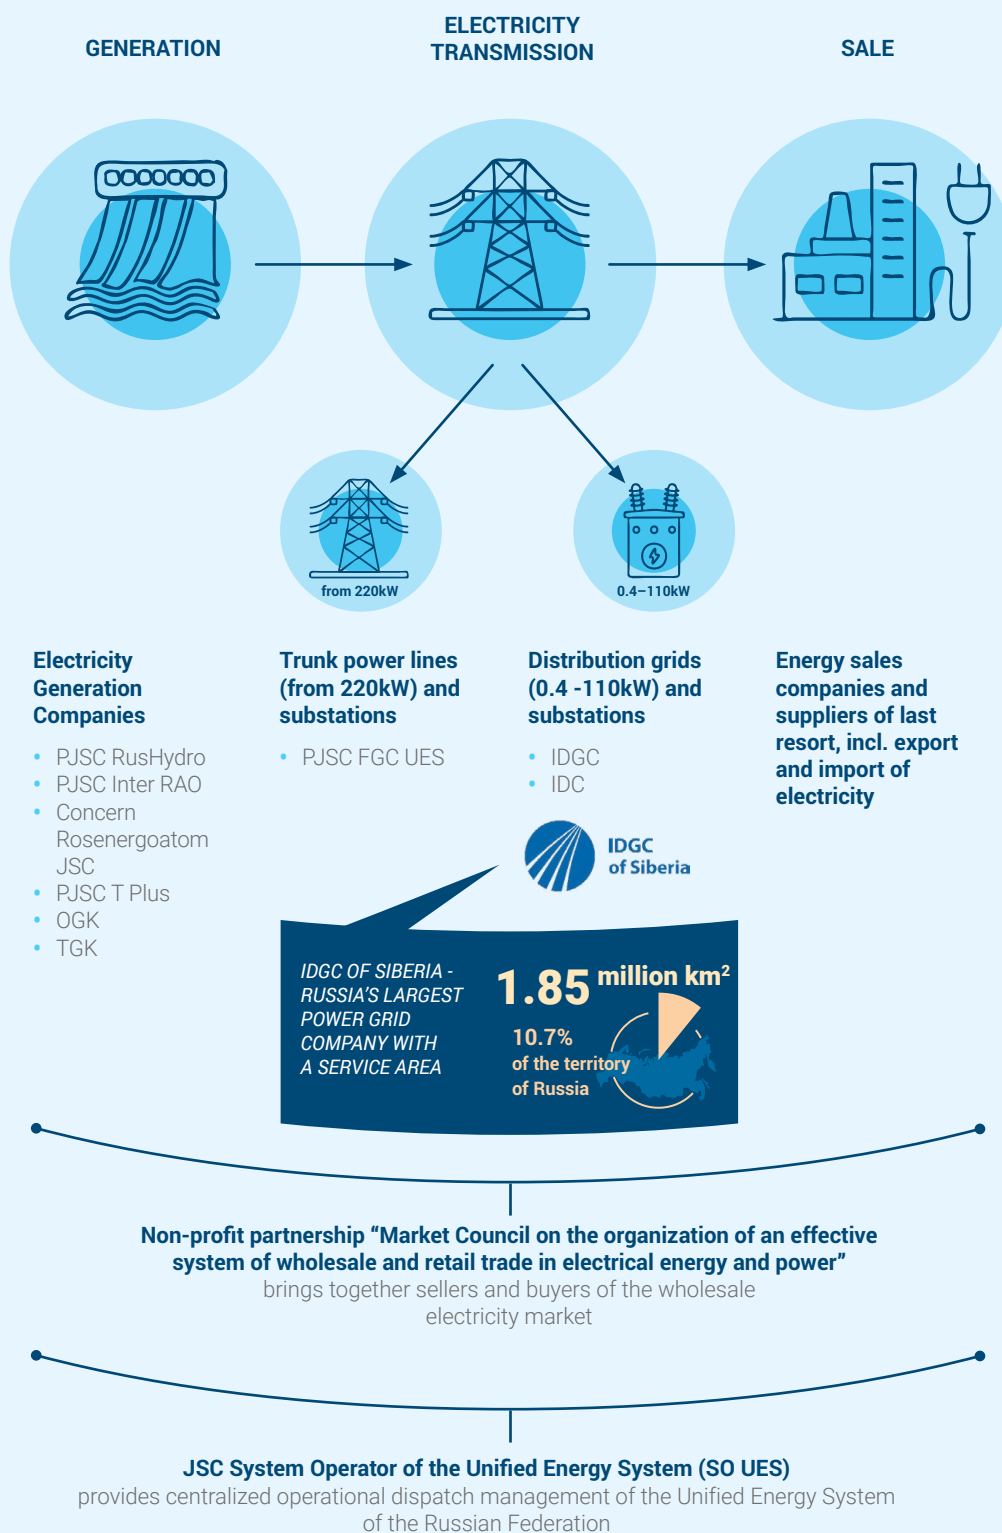 GENERATION
ELECTRICITY
TRANSMISSION
SALE
from 220kW
0.4–110kW
Electricity
Generation
Companies
• PJSC RusHydro
• PJSC Inter RAO
• Concern
Rosenergoatom
JSC
• PJSC T Plus
• OGK
• TGK
Trunk power lines
(from 220kW) and
substations
• PJSC FGC UES
Distribution grids
(0.4 -110kW) and
substations
• IDGC
• IDC
IDGC
of Siberia
Energy sales
companies and
suppliers of last
resort, incl. export
and import of
electricity
IDGC OF SIBERIA -
RUSSIA'S LARGEST
POWER GRID
COMPANY WITH
A SERVICE AREA
1.85 million km²
10.7%
of the territory
of Russia
Non-profit partnership “Market Council on the organization of an effective
system of wholesale and retail trade in electrical energy and power”
brings together sellers and buyers of the wholesale
electricity market
JSC System Operator of the Unified Energy System (SO UES)
provides centralized operational dispatch management of the Unified Energy System
of the Russian Federation